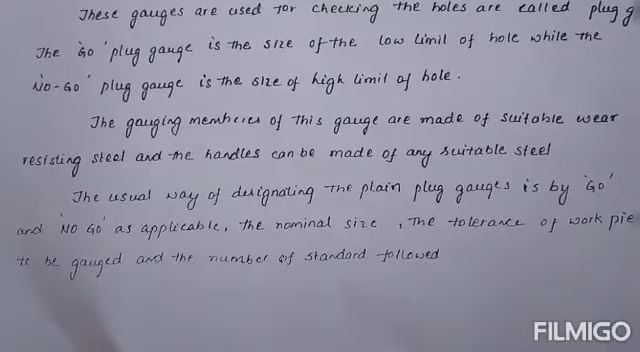 These gauges are used for checking the holes are called plug g
The 'GO' plug gauge is the size of the low limil of hole while the
'NO-GO' plug gauge is the size of high limit of hole.
The gauging memberes of this gauge are made of suitable wear
resisting steel and the handles can be made of any suitable steel
The usual way of designating the plain plug gauges is by 'GO'
and 'NO GO' as applicable, the nominal size , The tolerance of work pie
to be gauged and the number of standard followed
FILMIGO